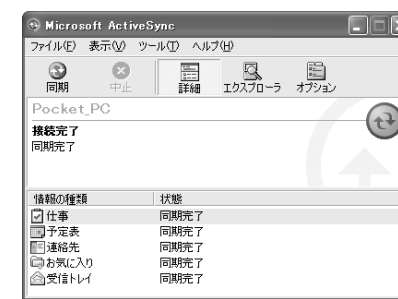 Microsoft ActiveSync
ファイル(F) 表示(V) ツール(T) ヘルプ(H)
同期 中止 詳細 エクスプローラ オプション
Pocket_PC
接続完了
同期完了
情報の種類 状態
仕事 同期完了
予定表 同期完了
連絡先 同期完了
お気に入り 同期完了
受信トレイ 同期完了